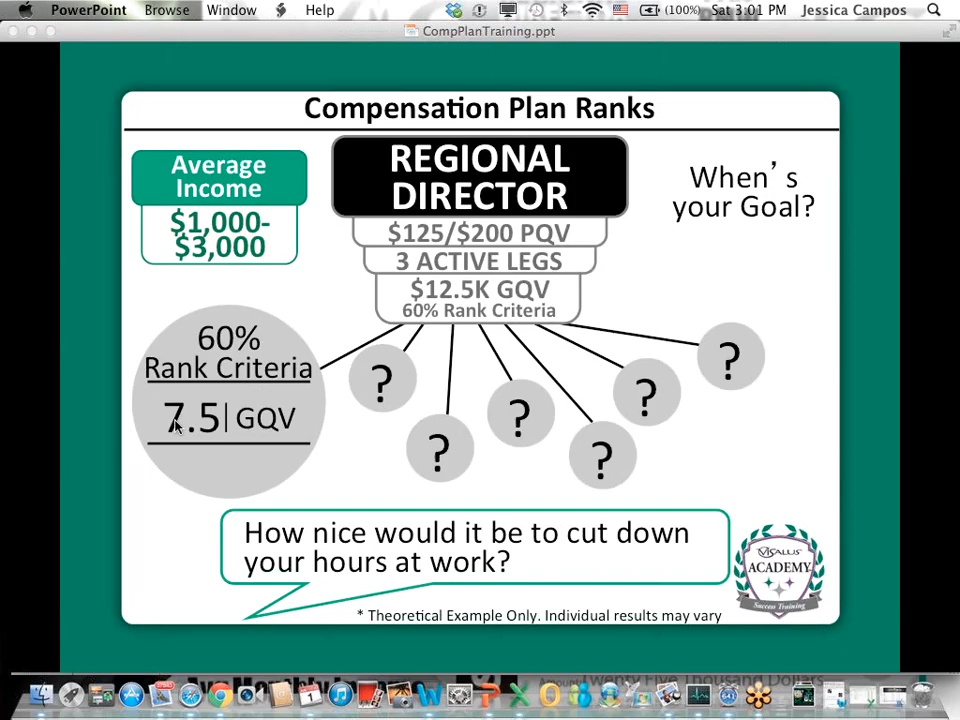 PowerPoint Browse Window Help (100%) Sat 3:01 PM Jessica Campos
CompPlanTraining.ppt
Compensation Plan Ranks
Average
Income
$1,000-
$3,000
REGIONAL
DIRECTOR
$125/$200 PQV
3 ACTIVE LEGS
$12.5K GQV
60% Rank Criteria
When's
your Goal?
60%
Rank Criteria
7.5 GQV
?
?
?
?
?
?
How nice would it be to cut down
your hours at work?
* Theoretical Example Only. Individual results may vary
VISALUS
ACADEMY
Success Training
Thousand Dollars